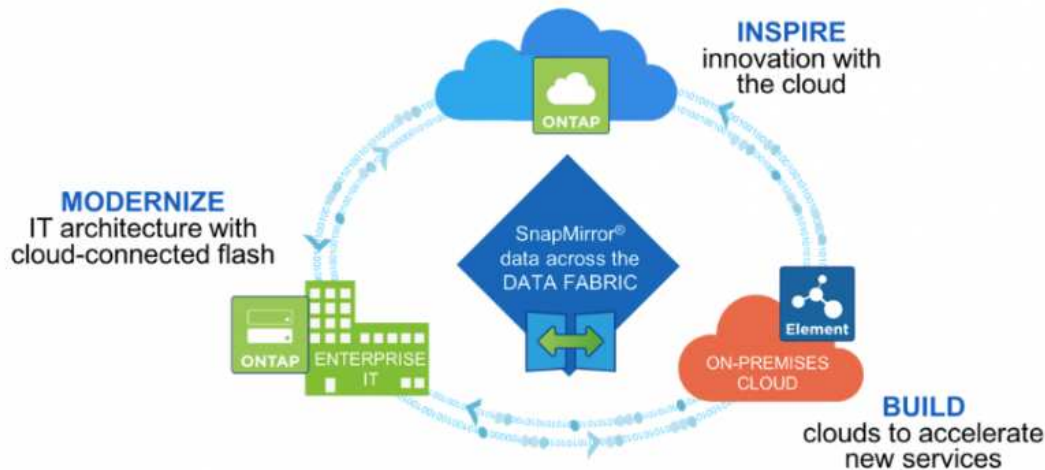 INSPIRE
innovation with
the cloud
ONTAP
MODERNIZE
IT architecture with
cloud-connected flash
SnapMirror®
data across the
DATA FABRIC
ONTAP
ENTERPRISE
IT
Element
ON-PREMISES
CLOUD
BUILD
clouds to accelerate
new services